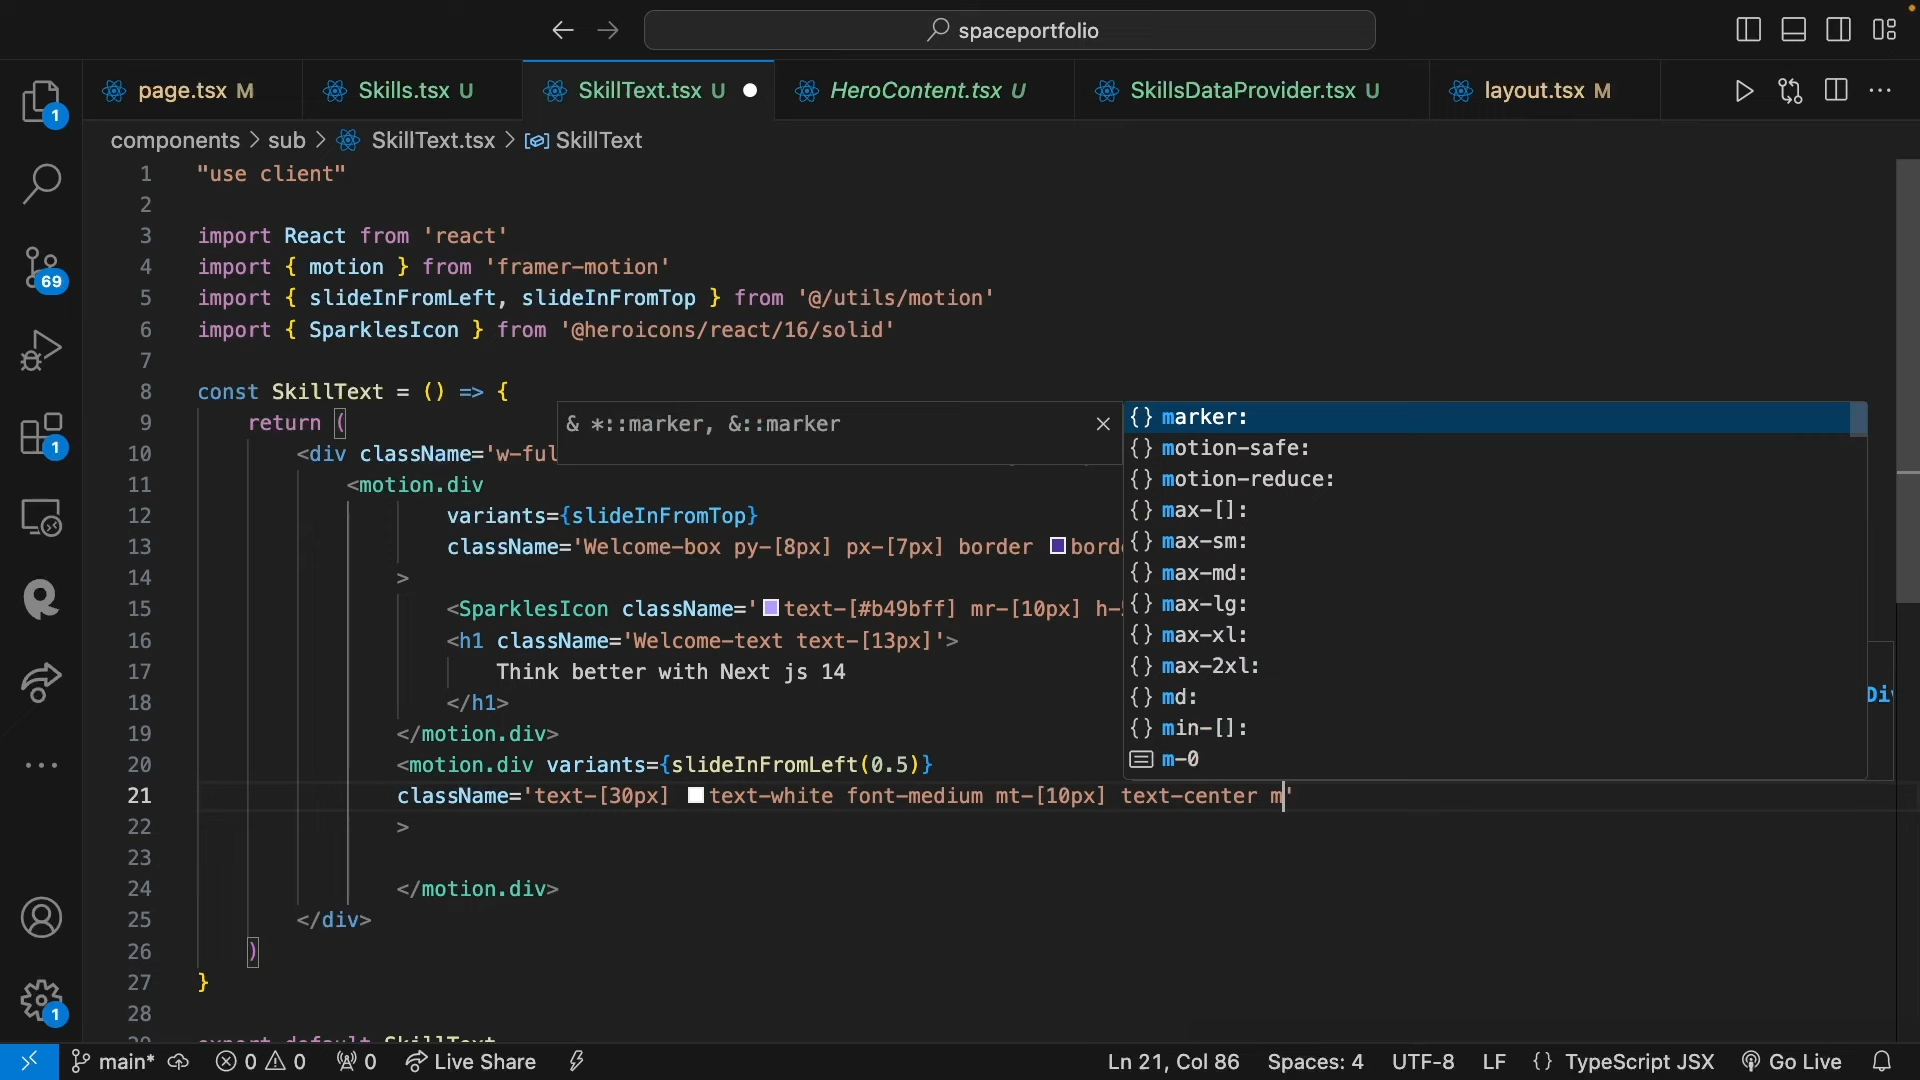 spaceportfolio
page.tsx M
Skills.tsx U
SkillText.tsx U
HeroContent.tsx U
SkillsDataProvider.tsx U
layout.tsx M
components > sub > SkillText.tsx > SkillText
1 "use client"
2
3 import React from 'react'
4 import { motion } from 'framer-motion'
5 import { slideInFromLeft, slideInFromTop } from '@/utils/motion'
6 import { SparklesIcon } from '@heroicons/react/16/solid'
7
8 const SkillText = () => {
9 return (
& *::marker, &::marker
10 <div className='w-ful
11 <motion.div
12 variants={slideInFromTop}
13 className='Welcome-box py-[8px] px-[7px] border bord
14 >
15 <SparklesIcon className='text-[#b49bff] mr-[10px] h-
16 <h1 className='Welcome-text text-[13px]'>
17 Think better with Next js 14
18 </h1>
19 </motion.div>
20 <motion.div variants={slideInFromLeft(0.5)}
21 className='text-[30px] text-white font-medium mt-[10px] text-center m'
22 >
23
24 </motion.div>
25 </div>
26 )
27 }
28
export default SkillText
{} marker:
{} motion-safe:
{} motion-reduce:
{} max-[]:
{} max-sm:
{} max-md:
{} max-lg:
{} max-xl:
{} max-2xl:
{} md:
{} min-[]:
m-0
1
69
1
1
main*
0 0
0
Live Share
Ln 21, Col 86
Spaces: 4
UTF-8
LF
{} TypeScript JSX
Go Live